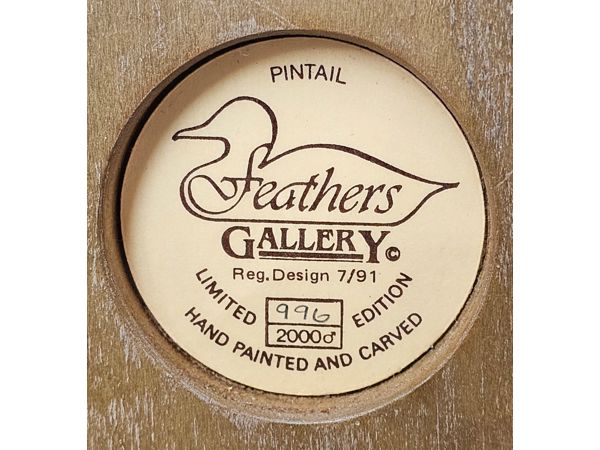 PINTAIL
Feathers
GALLERY ©
Reg. Design 7/91
LIMITED EDITION
996
2000♂
HAND PAINTED AND CARVED